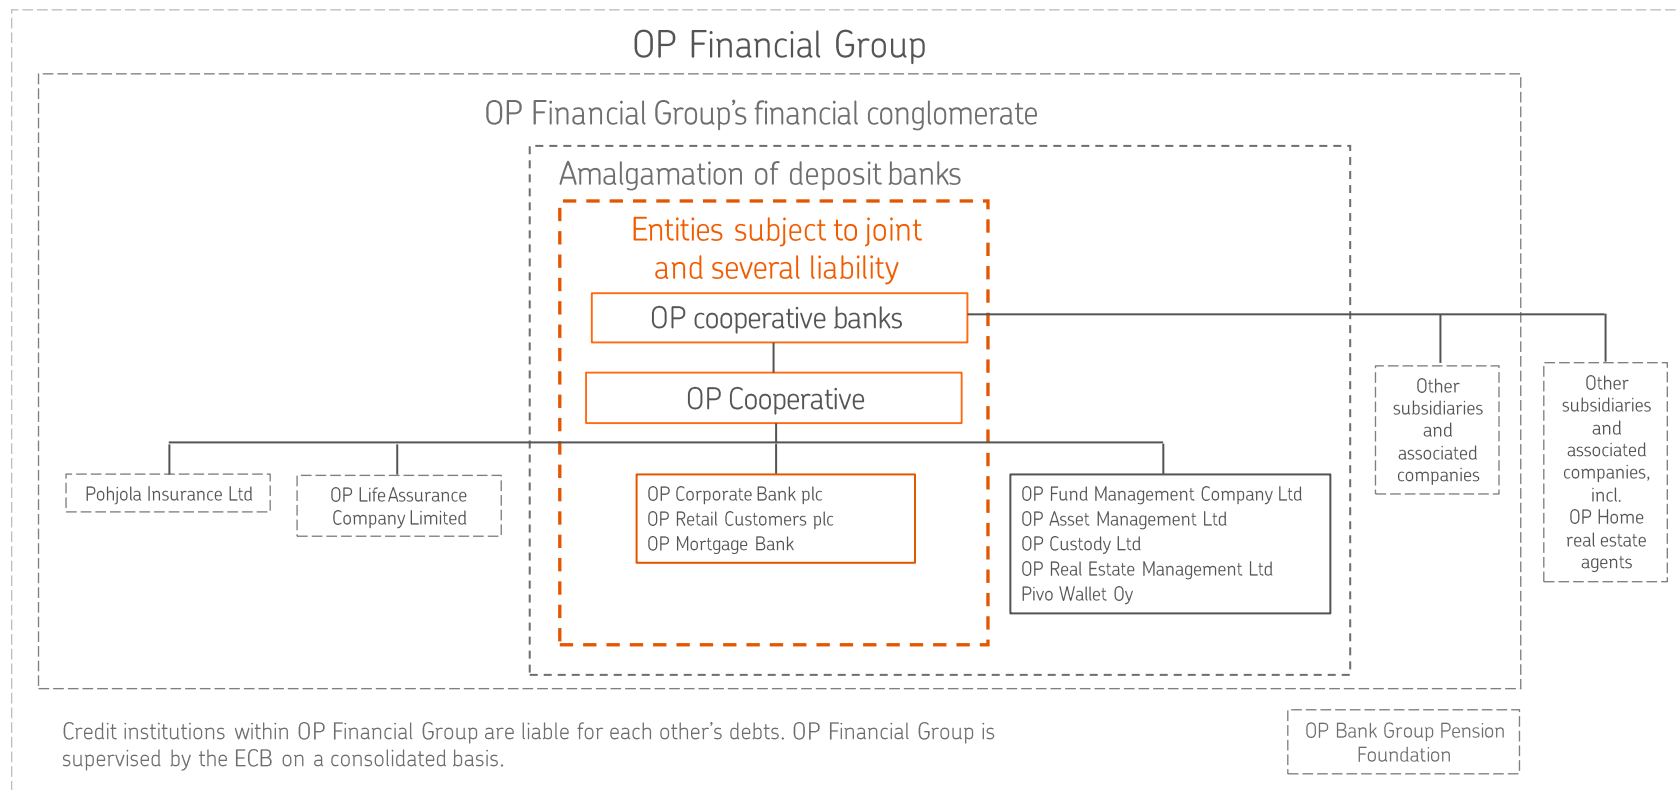 OP Financial Group
OP Financial Group's financial conglomerate
Amalgamation of deposit banks
Entities subject to joint
and several liability
OP cooperative banks
OP Cooperative
Pohjola Insurance Ltd
OP Life Assurance
Company Limited
OP Corporate Bank plc
OP Retail Customers plc
OP Mortgage Bank
OP Fund Management Company Ltd
OP Asset Management Ltd
OP Custody Ltd
OP Real Estate Management Ltd
Pivo Wallet Oy
Other
subsidiaries
and
associated
companies
Other
subsidiaries
and
associated
companies,
incl.
OP Home
real estate
agents
Credit institutions within OP Financial Group are liable for each other's debts. OP Financial Group is
supervised by the ECB on a consolidated basis.
OP Bank Group Pension
Foundation